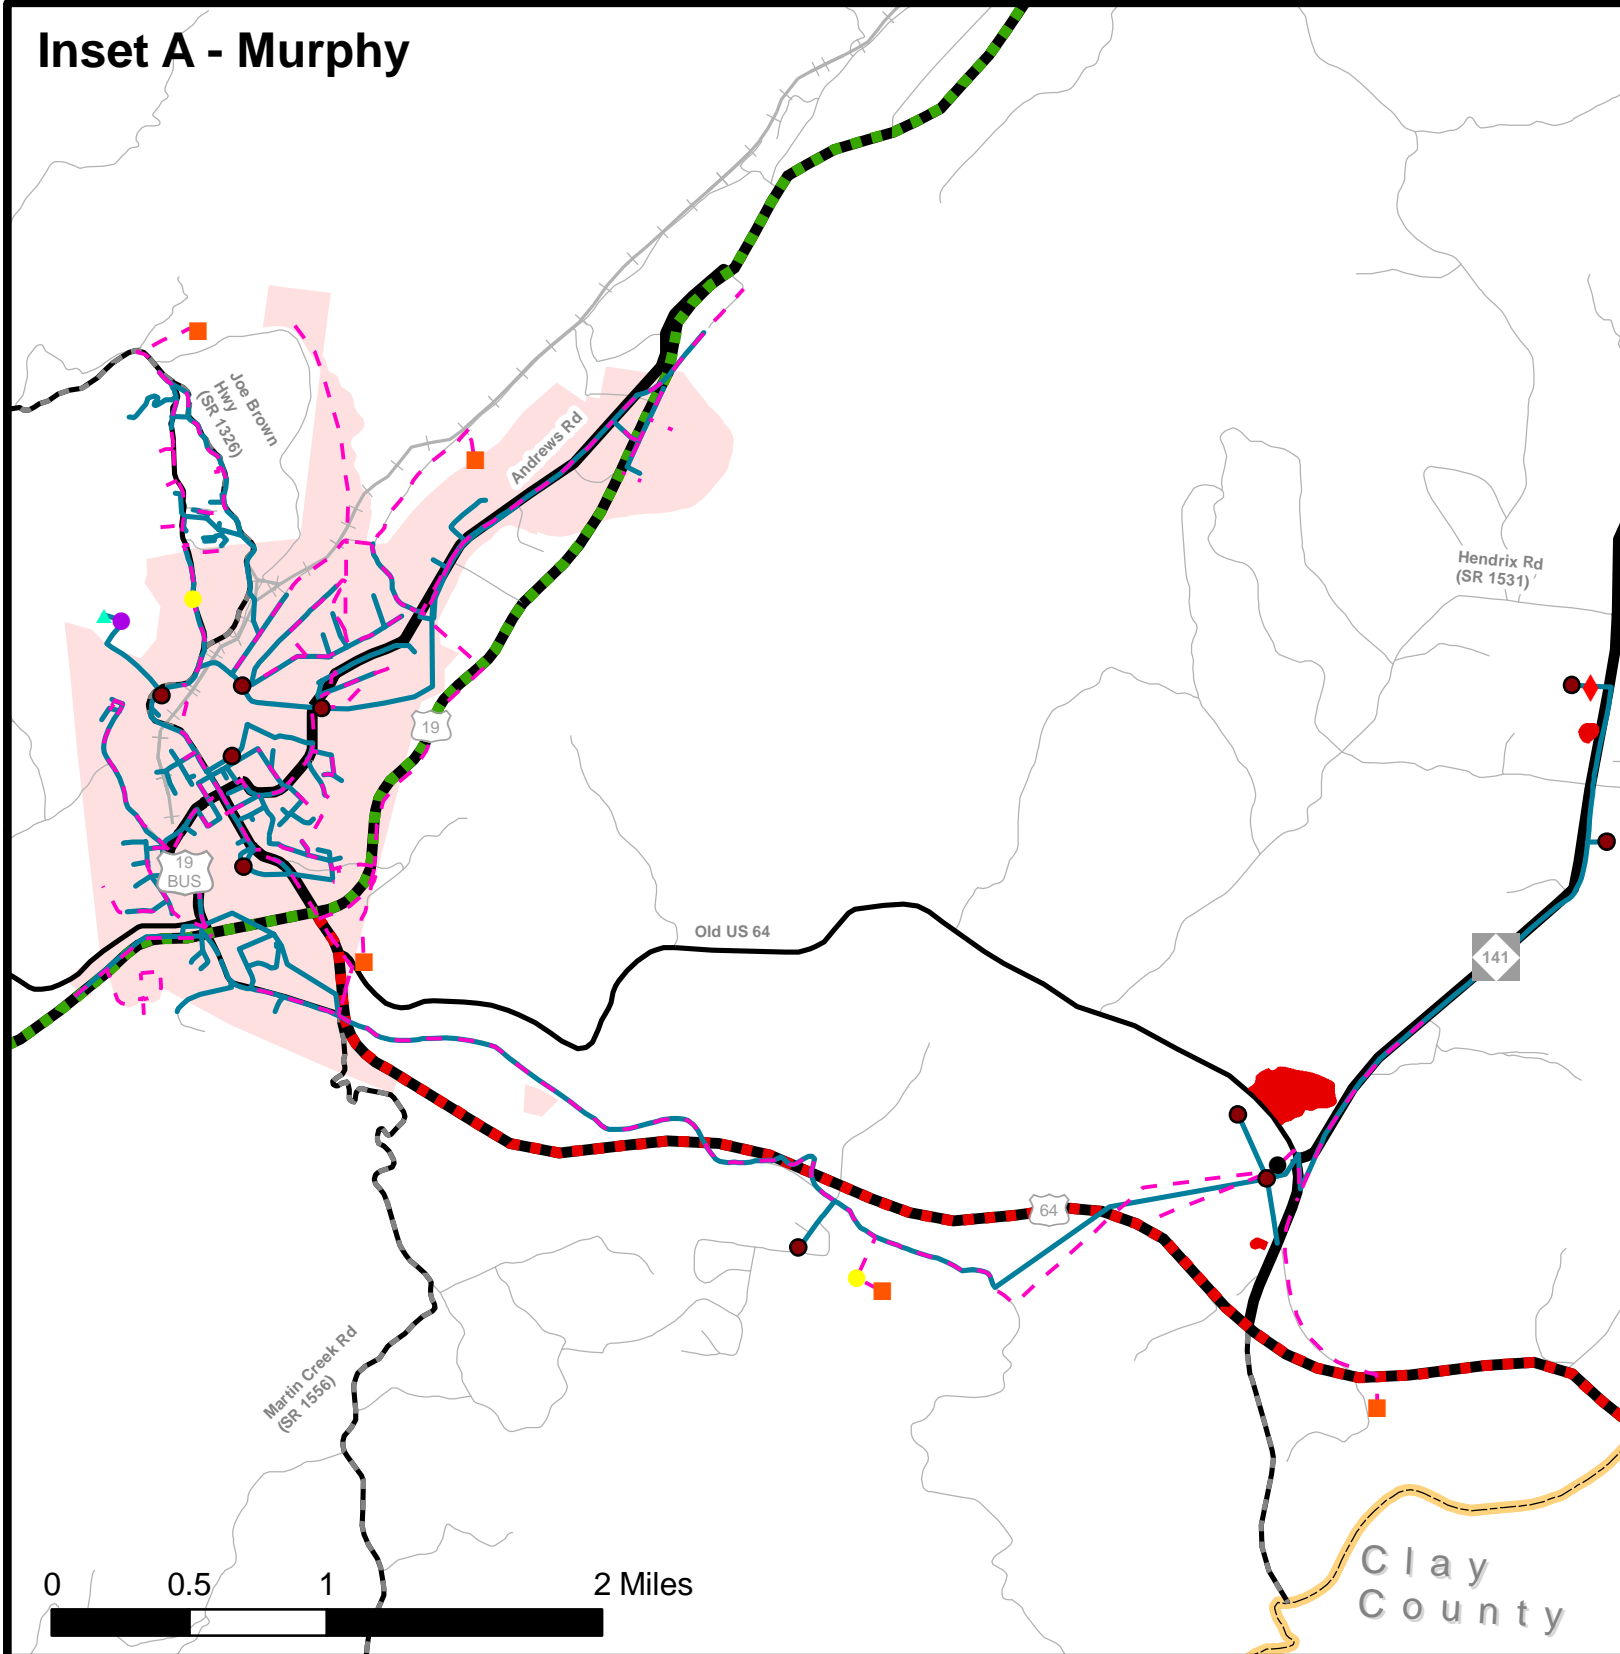 Inset A - Murphy
Joe Brown
Hwy
(SR 1326)
Andrews Rd
Hendrix Rd
(SR 1531)
19
19
BUS
Old US 64
141
64
Martin Creek Rd
(SR 1556)
Clay
County
0 0.5 1 2 Miles